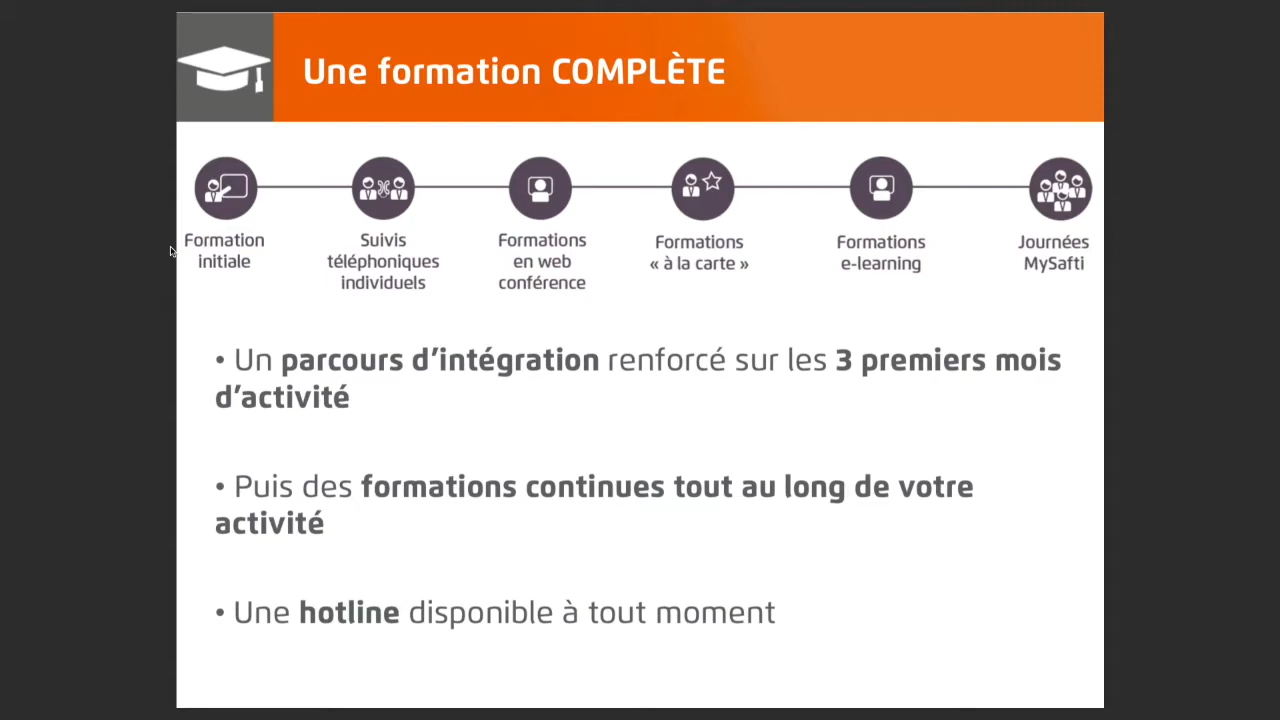 Une formation COMPLÈTE
Formation
initiale
Suivis
téléphoniques
individuels
Formations
en web
conférence
Formations
« à la carte »
Formations
e-learning
Journées
MySafti
• Un parcours d’intégration renforcé sur les 3 premiers mois
d’activité
• Puis des formations continues tout au long de votre
activité
• Une hotline disponible à tout moment